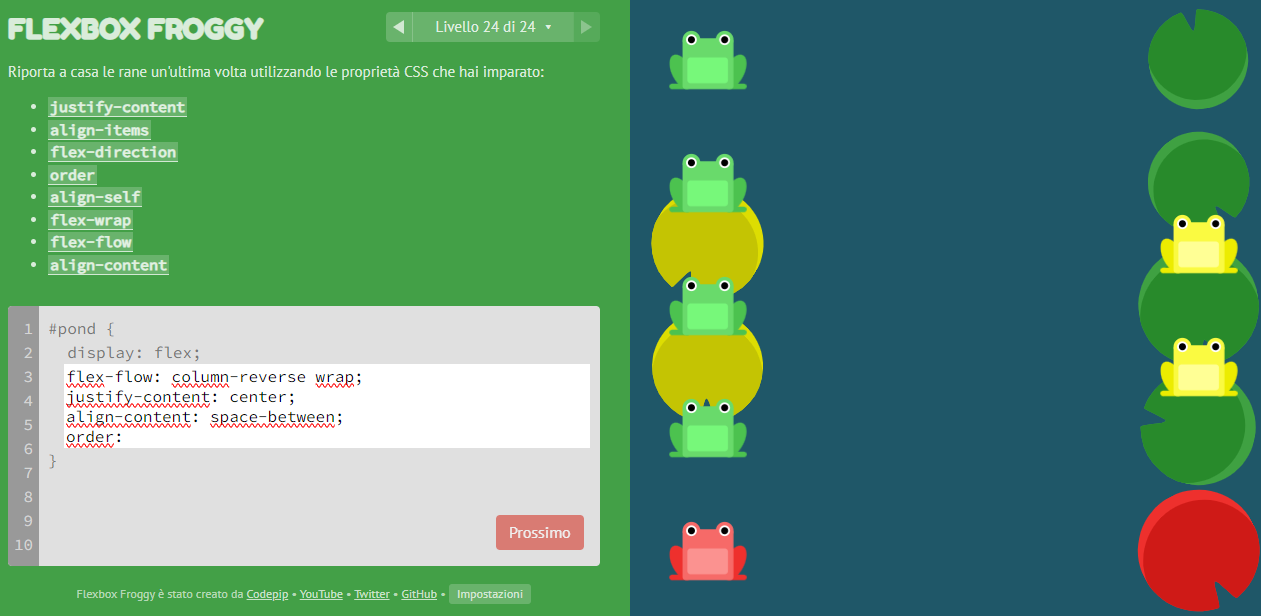 FLEXBOX FROGGY
Livello 24 di 24
Riporta a casa le rane un'ultima volta utilizzando le proprietà CSS che hai imparato:
justify-content
align-items
flex-direction
order
align-self
flex-wrap
flex-flow
align-content
1 #pond {
2 display: flex;
3 flex-flow: column-reverse wrap;
4 justify-content: center;
5 align-content: space-between;
6 order:
7 }
8
9
10
Prossimo
Flexbox Froggy è stato creato da Codepip • YouTube • Twitter • GitHub • Impostazioni